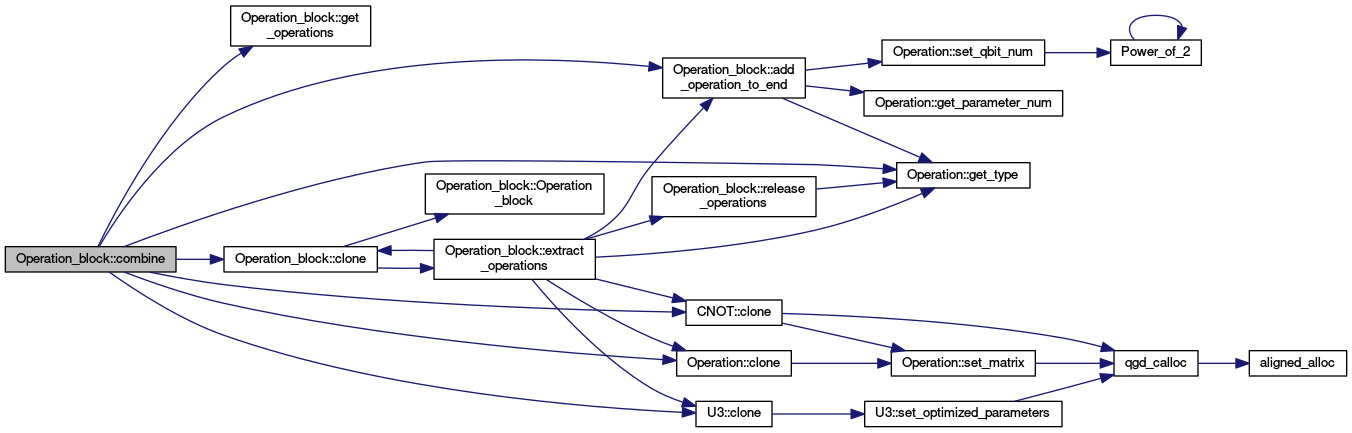 Operation_block::combine
Operation_block::get
_operations
Operation_block::add
_operation_to_end
Operation::set_qbit_num
Power_of_2
Operation::get_parameter_num
Operation::get_type
Operation_block::Operation
_block
Operation_block::release
_operations
Operation_block::clone
Operation_block::extract
_operations
CNOT::clone
Operation::clone
Operation::set_matrix
qgd_calloc
aligned_alloc
U3::clone
U3::set_optimized_parameters